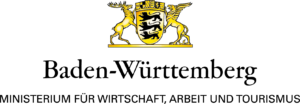 Baden-Württemberg
MINISTERIUM FÜR WIRTSCHAFT, ARBEIT UND TOURISMUS